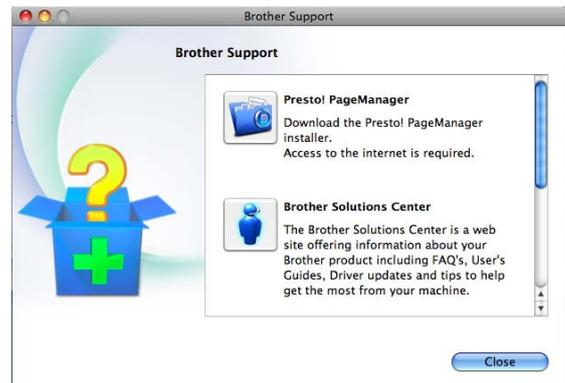 Brother Support
Brother Support
Presto! PageManager
Download the Presto! PageManager
installer.
Access to the internet is required.
Brother Solutions Center
The Brother Solutions Center is a web
site offering information about your
Brother product including FAQ's, User's
Guides, Driver updates and tips to help
get the most from your machine.
Close